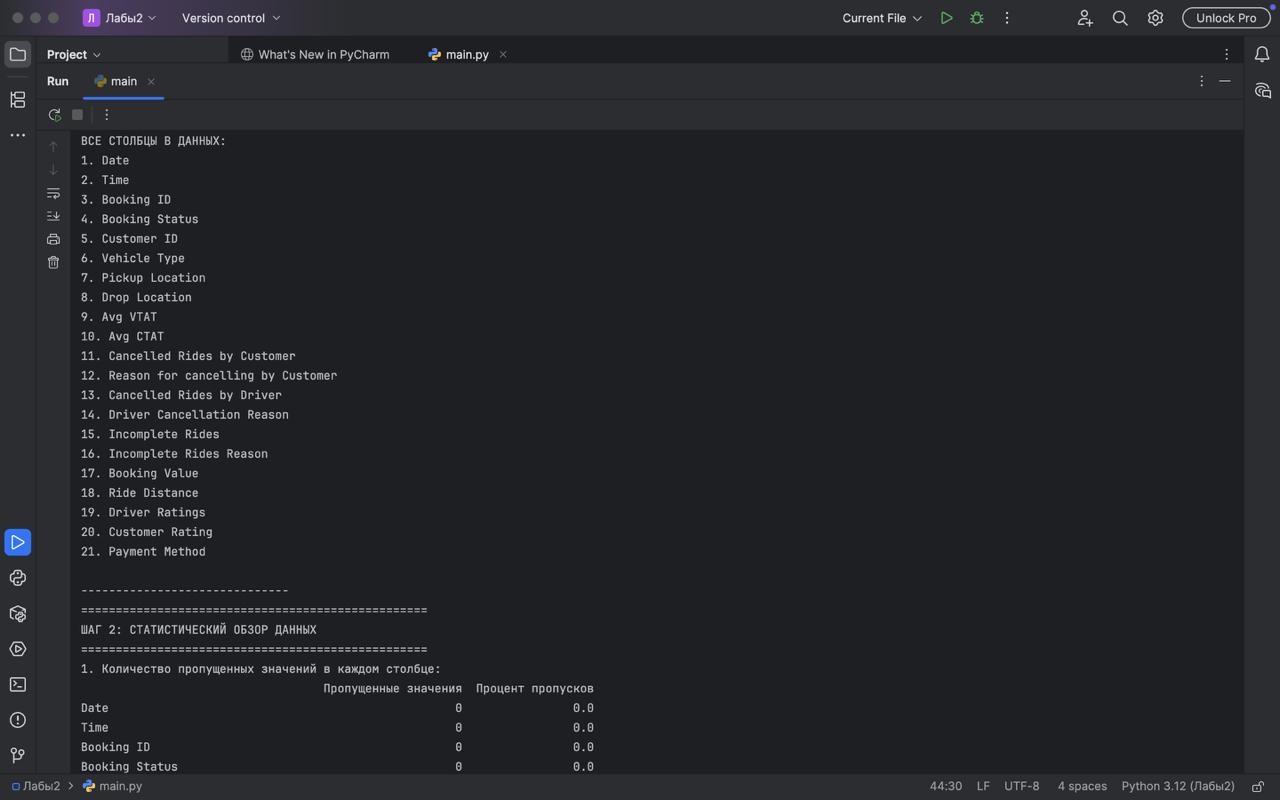 Л Лабы2 Version control Current File Unlock Pro
Project What's New in PyCharm main.py
Run main
ВСЕ СТОЛБЦЫ В ДАННЫХ:
1. Date
2. Time
3. Booking ID
4. Booking Status
5. Customer ID
6. Vehicle Type
7. Pickup Location
8. Drop Location
9. Avg VTAT
10. Avg CTAT
11. Cancelled Rides by Customer
12. Reason for cancelling by Customer
13. Cancelled Rides by Driver
14. Driver Cancellation Reason
15. Incomplete Rides
16. Incomplete Rides Reason
17. Booking Value
18. Ride Distance
19. Driver Ratings
20. Customer Rating
21. Payment Method
------------------------------
==================================================
ШАГ 2: СТАТИСТИЧЕСКИЙ ОБЗОР ДАННЫХ
==================================================
1. Количество пропущенных значений в каждом столбце:
Пропущенные значения Процент пропусков
Date 0 0.0
Time 0 0.0
Booking ID 0 0.0
Booking Status 0 0.0
Лабы2 main.py 44:30 LF UTF-8 4 spaces Python 3.12 (Лабы2)